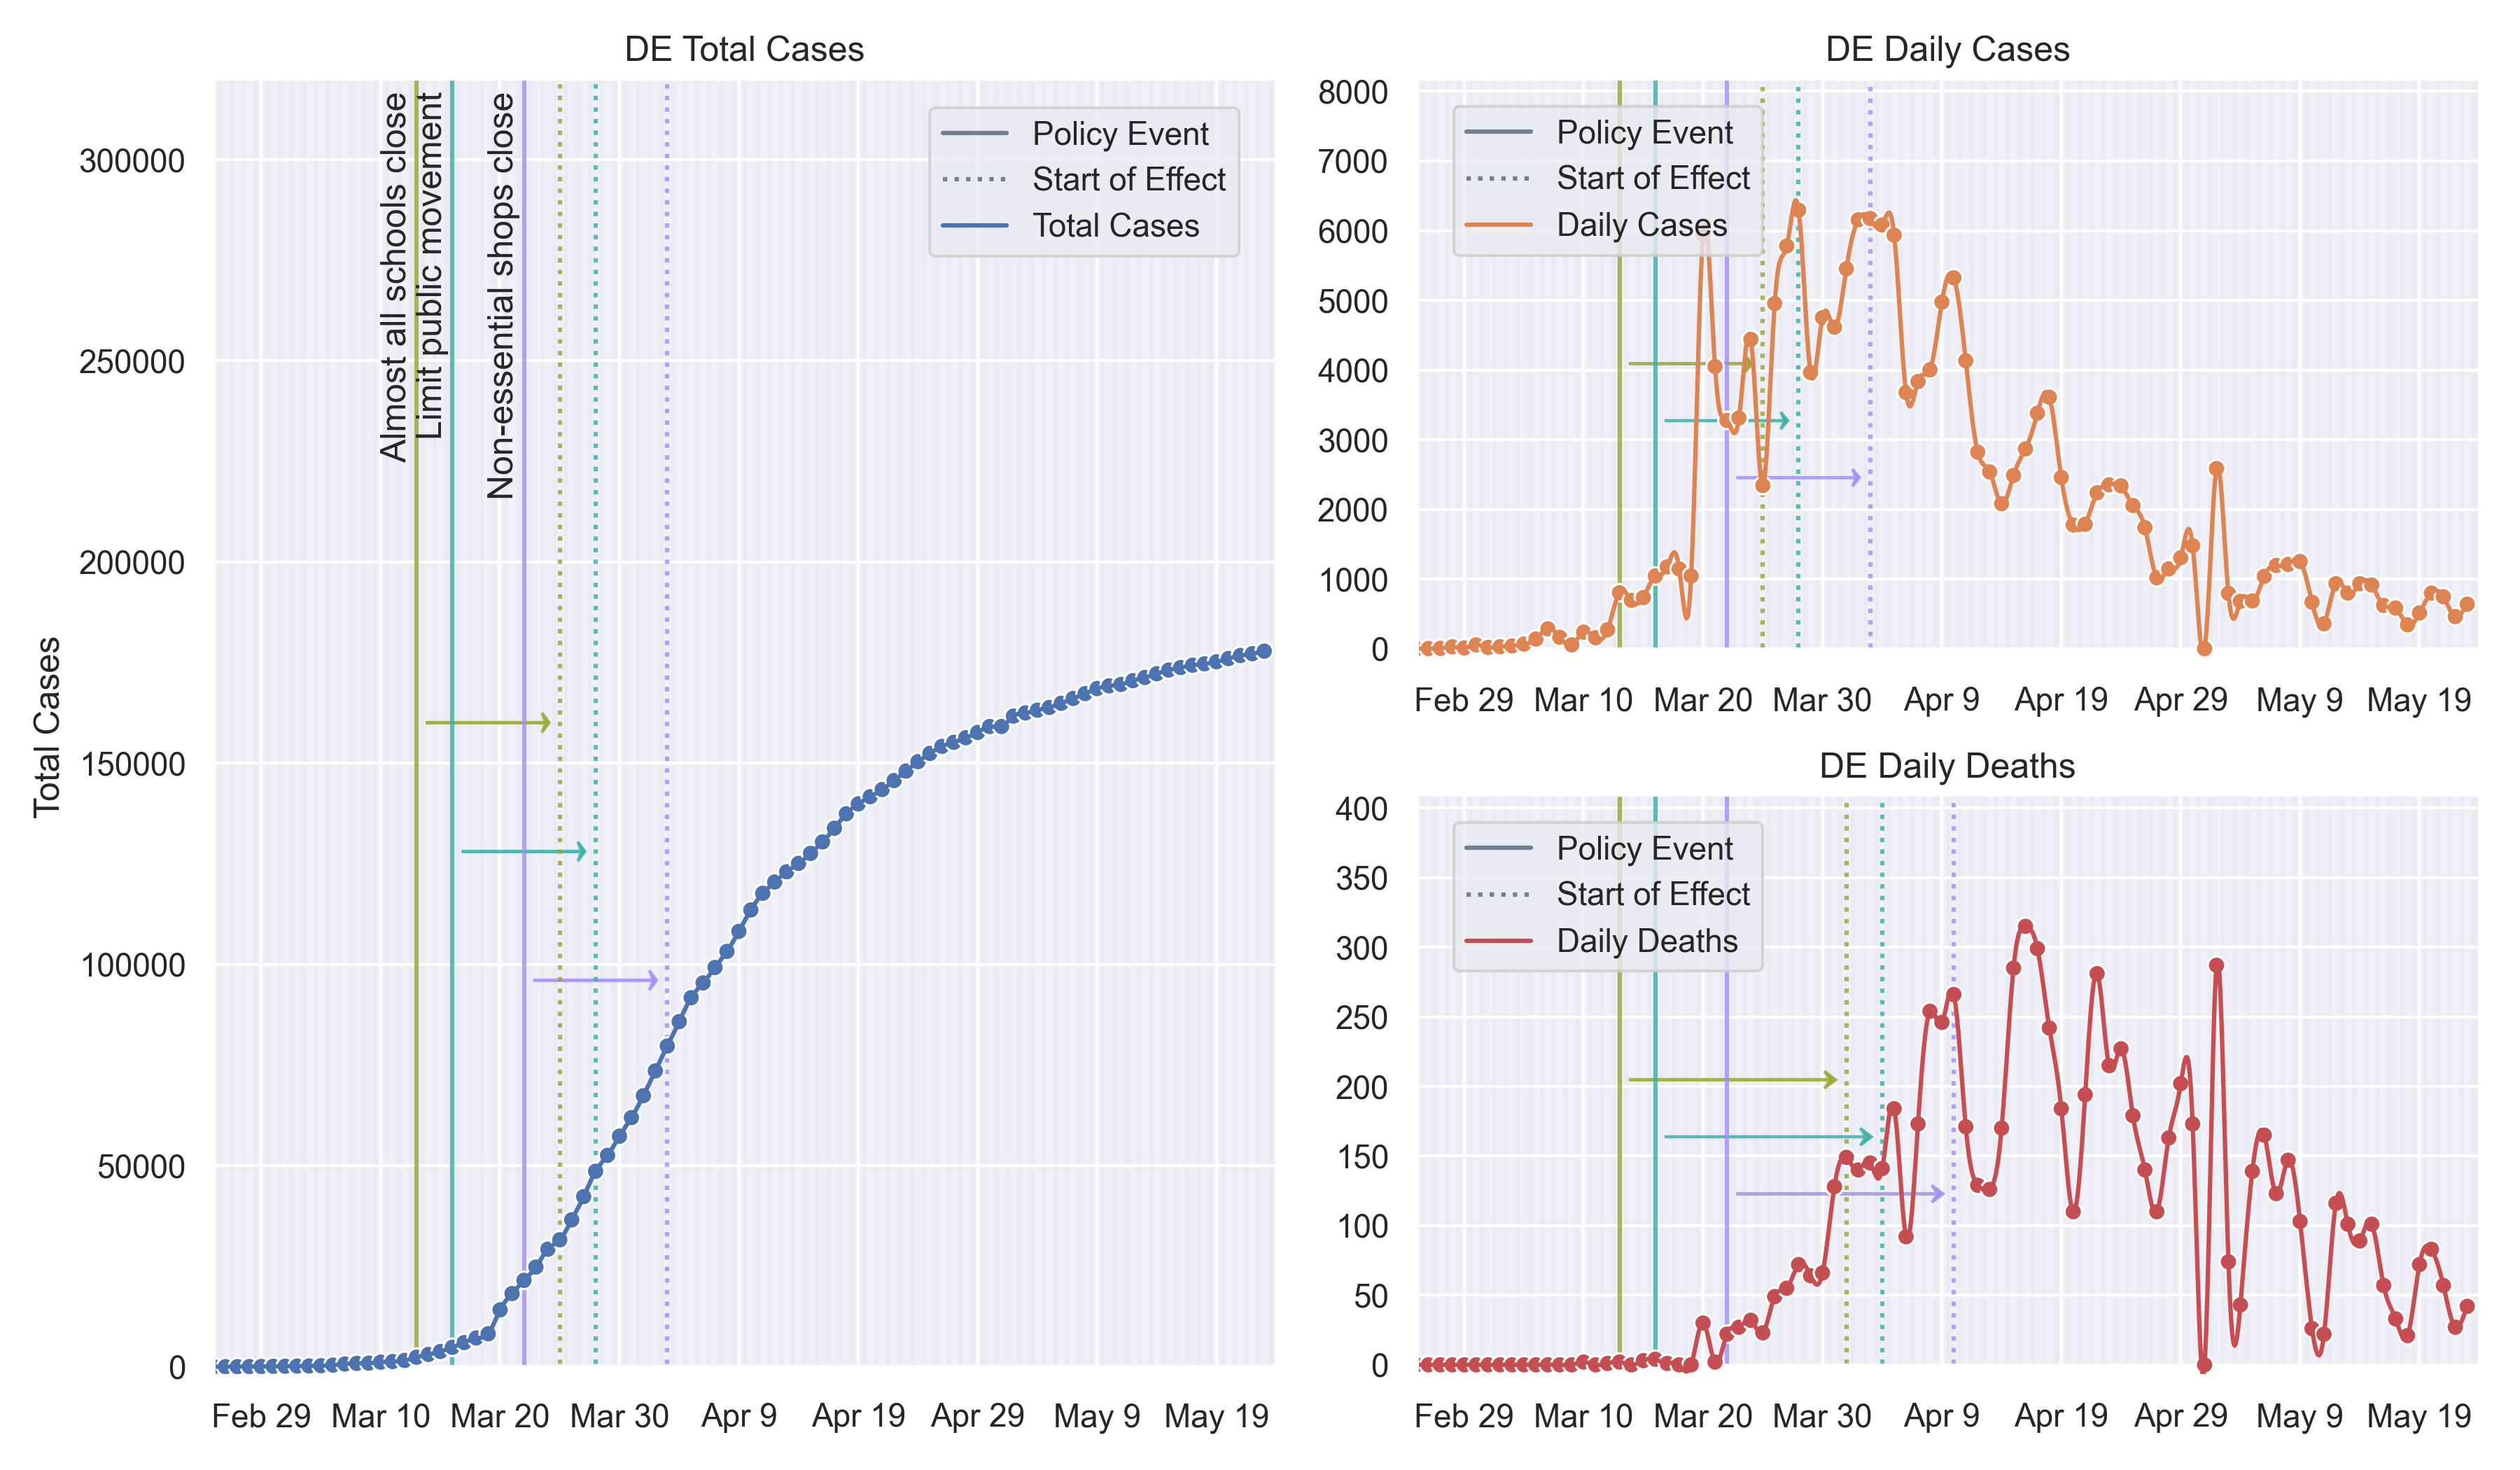 DE Total Cases
Total Cases
300000
250000
200000
150000
100000
50000
0
Almost all schools close
Limit public movement
Non-essential shops close
Policy Event
Start of Effect
Total Cases
Feb 29 Mar 10 Mar 20 Mar 30 Apr 9 Apr 19 Apr 29 May 9 May 19
DE Daily Cases
8000
7000
6000
5000
4000
3000
2000
1000
0
Policy Event
Start of Effect
Daily Cases
Feb 29 Mar 10 Mar 20 Mar 30 Apr 9 Apr 19 Apr 29 May 9 May 19
DE Daily Deaths
400
350
300
250
200
150
100
50
0
Policy Event
Start of Effect
Daily Deaths
Feb 29 Mar 10 Mar 20 Mar 30 Apr 9 Apr 19 Apr 29 May 9 May 19